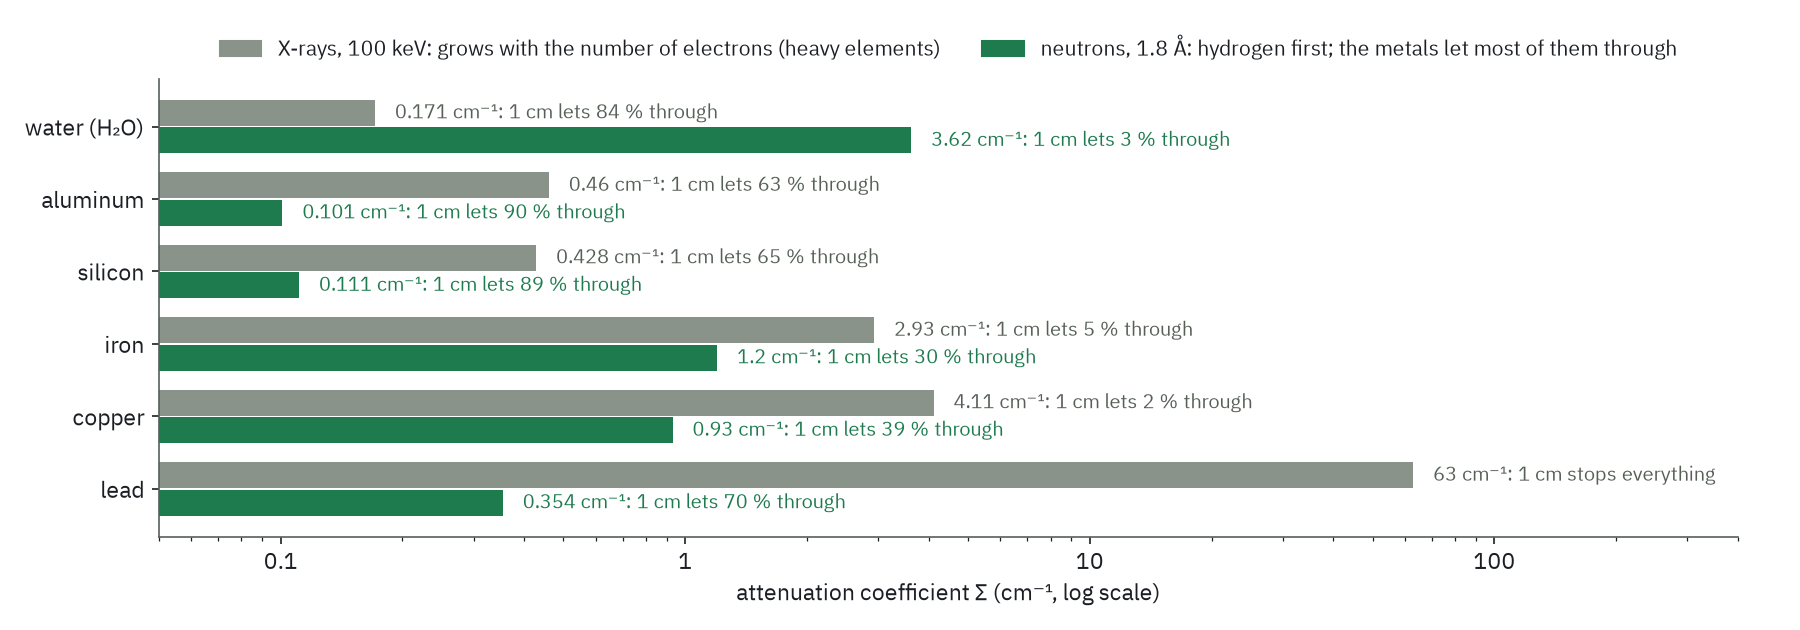 X-rays, 100 keV: grows with the number of electrons (heavy elements)
neutrons, 1.8 Å: hydrogen first; the metals let most of them through
water (H₂O)
0.171 cm⁻¹: 1 cm lets 84 % through
3.62 cm⁻¹: 1 cm lets 3 % through
aluminum
0.46 cm⁻¹: 1 cm lets 63 % through
0.101 cm⁻¹: 1 cm lets 90 % through
silicon
0.428 cm⁻¹: 1 cm lets 65 % through
0.111 cm⁻¹: 1 cm lets 89 % through
iron
2.93 cm⁻¹: 1 cm lets 5 % through
1.2 cm⁻¹: 1 cm lets 30 % through
copper
4.11 cm⁻¹: 1 cm lets 2 % through
0.93 cm⁻¹: 1 cm lets 39 % through
lead
63 cm⁻¹: 1 cm stops everything
0.354 cm⁻¹: 1 cm lets 70 % through
0.1 1 10 100
attenuation coefficient Σ (cm⁻¹, log scale)